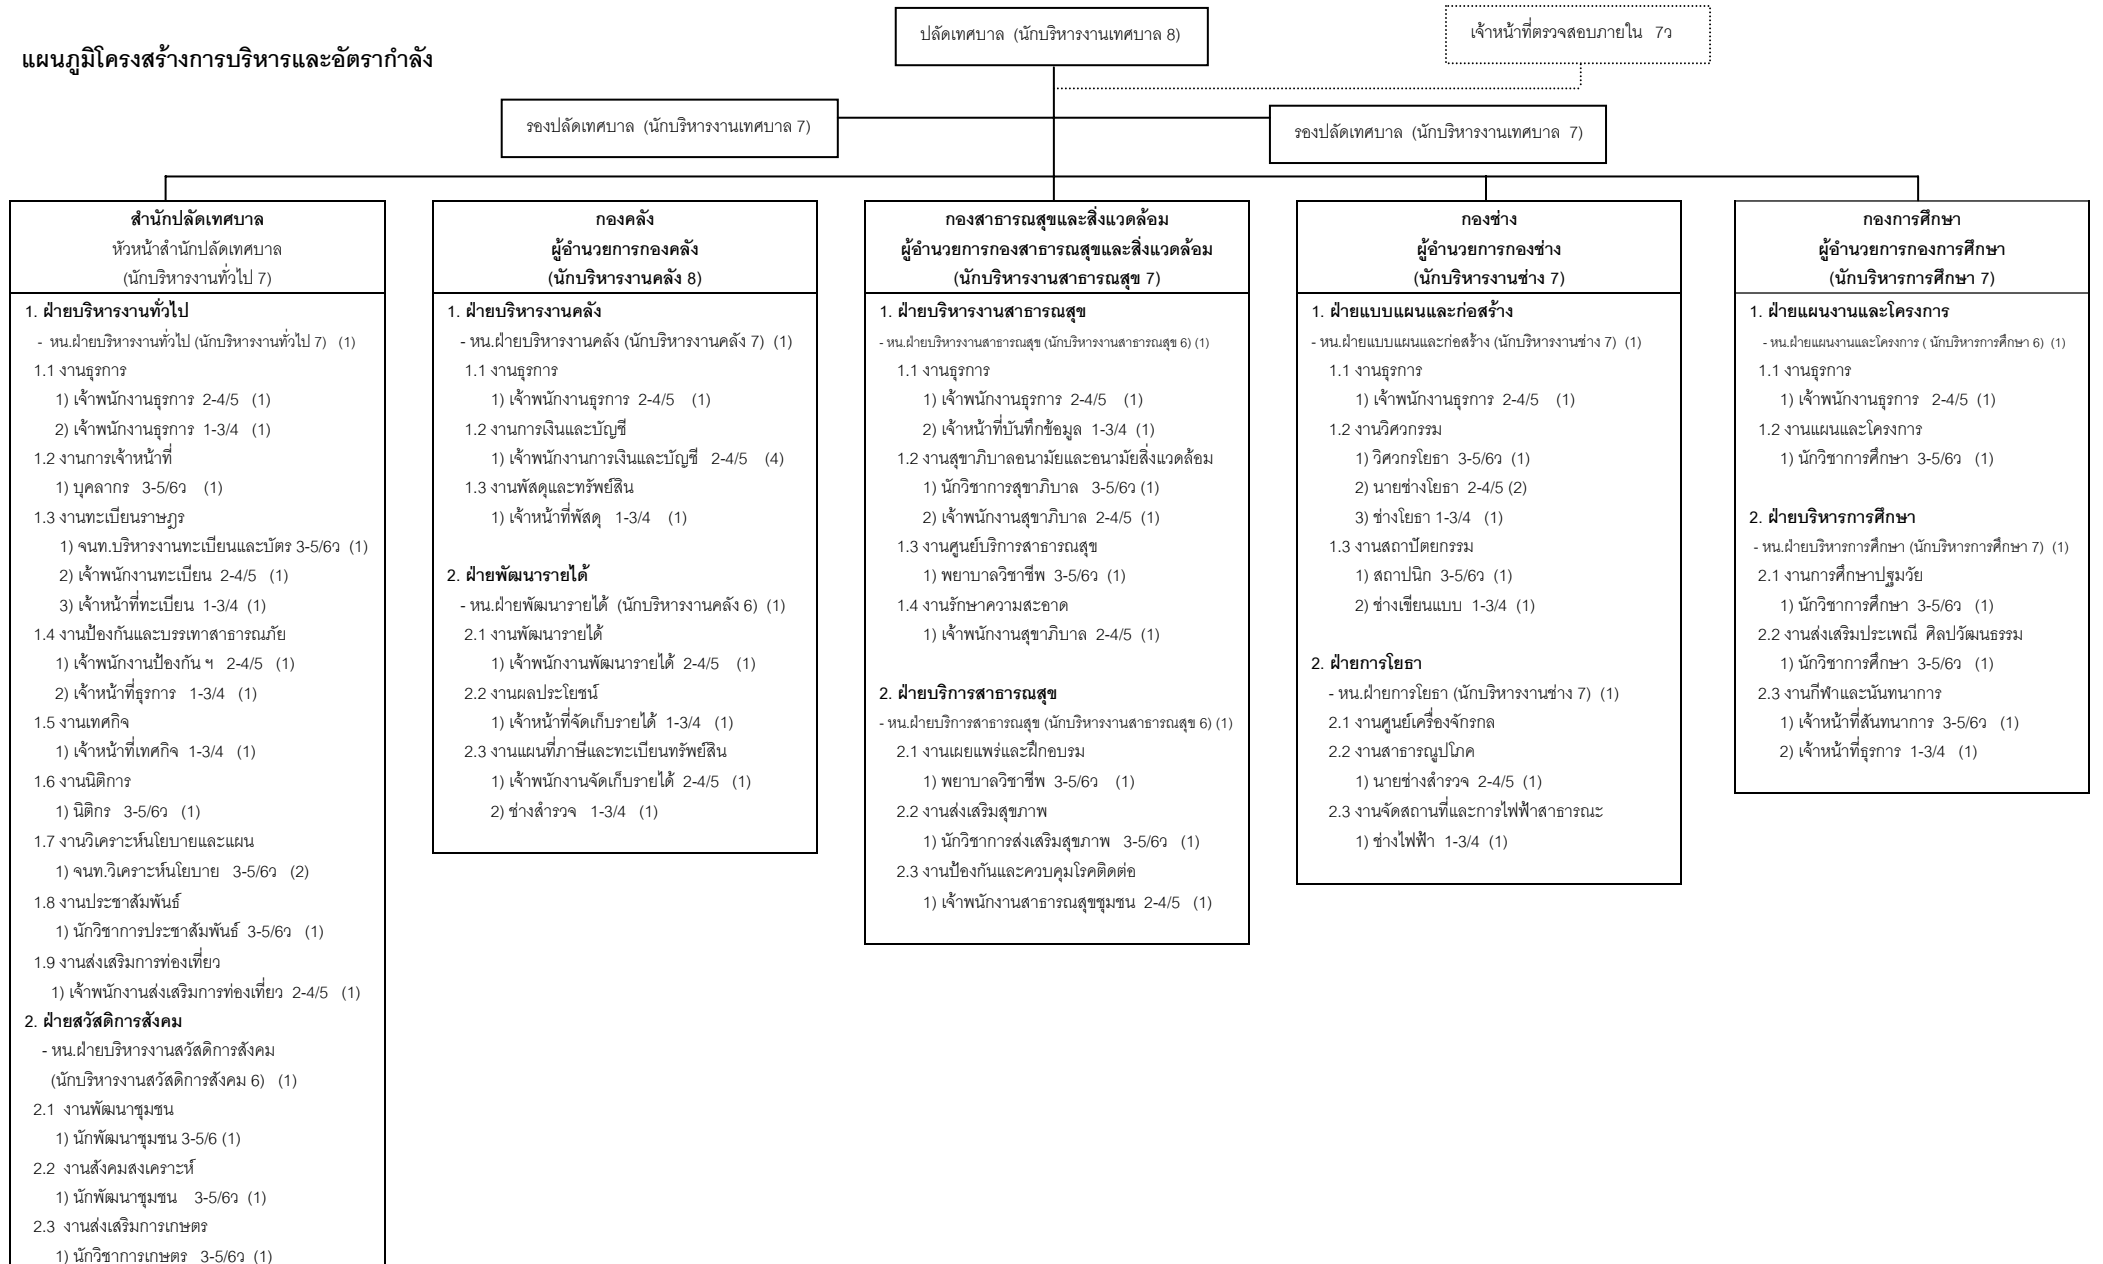 ปลัดเทศบาล (นักบริหารงานเทศบาล 8)
เจ้าหน้าที่ตรวจสอบภายใน 7ว
แผนภูมิโครงสร้างการบริหารและอัตรากำลัง
รองปลัดเทศบาล (นักบริหารงานเทศบาล 7)
รองปลัดเทศบาล (นักบริหารงานเทศบาล 7)
สำนักปลัดเทศบาล
หัวหน้าสำนักปลัดเทศบาล
(นักบริหารงานทั่วไป 7)
1. ฝ่ายบริหารงานทั่วไป
- หน.ฝ่ายบริหารงานทั่วไป (นักบริหารงานทั่วไป 7) (1)
1.1 งานธุรการ
1) เจ้าพนักงานธุรการ 2-4/5 (1)
2) เจ้าพนักงานธุรการ 1-3/4 (1)
1.2 งานการเจ้าหน้าที่
1) บุคลากร 3-5/6ว (1)
1.3 งานทะเบียนราษฎร
1) จนท.บริหารงานทะเบียนและบัตร 3-5/6ว (1)
2) เจ้าพนักงานทะเบียน 2-4/5 (1)
3) เจ้าหน้าที่ทะเบียน 1-3/4 (1)
1.4 งานป้องกันและบรรเทาสาธารณภัย
1) เจ้าพนักงานป้องกัน ฯ 2-4/5 (1)
2) เจ้าหน้าที่ธุรการ 1-3/4 (1)
1.5 งานเทศกิจ
1) เจ้าหน้าที่เทศกิจ 1-3/4 (1)
1.6 งานนิติการ
1) นิติกร 3-5/6ว (1)
1.7 งานวิเคราะห์นโยบายและแผน
1) จนท.วิเคราะห์นโยบาย 3-5/6ว (2)
1.8 งานประชาสัมพันธ์
1) นักวิชาการประชาสัมพันธ์ 3-5/6ว (1)
1.9 งานส่งเสริมการท่องเที่ยว
1) เจ้าพนักงานส่งเสริมการท่องเที่ยว 2-4/5 (1)
2. ฝ่ายสวัสดิการสังคม
- หน.ฝ่ายบริหารงานสวัสดิการสังคม
(นักบริหารงานสวัสดิการสังคม 6) (1)
2.1 งานพัฒนาชุมชน
1) นักพัฒนาชุมชน 3-5/6 (1)
2.2 งานสังคมสงเคราะห์
1) นักพัฒนาชุมชน 3-5/6ว (1)
2.3 งานส่งเสริมการเกษตร
1) นักวิชาการเกษตร 3-5/6ว (1)
กองคลัง
ผู้อำนวยการกองคลัง
(นักบริหารงานคลัง 8)
1. ฝ่ายบริหารงานคลัง
- หน.ฝ่ายบริหารงานคลัง (นักบริหารงานคลัง 7) (1)
1.1 งานธุรการ
1) เจ้าพนักงานธุรการ 2-4/5 (1)
1.2 งานการเงินและบัญชี
1) เจ้าพนักงานการเงินและบัญชี 2-4/5 (4)
1.3 งานพัสดุและทรัพย์สิน
1) เจ้าหน้าที่พัสดุ 1-3/4 (1)
2. ฝ่ายพัฒนารายได้
- หน.ฝ่ายพัฒนารายได้ (นักบริหารงานคลัง 6) (1)
2.1 งานพัฒนารายได้
1) เจ้าพนักงานพัฒนารายได้ 2-4/5 (1)
2.2 งานผลประโยชน์
1) เจ้าหน้าที่จัดเก็บรายได้ 1-3/4 (1)
2.3 งานแผนที่ภาษีและทะเบียนทรัพย์สิน
1) เจ้าพนักงานจัดเก็บรายได้ 2-4/5 (1)
2) ช่างสำรวจ 1-3/4 (1)
กองสาธารณสุขและสิ่งแวดล้อม
ผู้อำนวยการกองสาธารณสุขและสิ่งแวดล้อม
(นักบริหารงานสาธารณสุข 7)
1. ฝ่ายบริหารงานสาธารณสุข
- หน.ฝ่ายบริหารงานสาธารณสุข (นักบริหารงานสาธารณสุข 6) (1)
1.1 งานธุรการ
1) เจ้าพนักงานธุรการ 2-4/5 (1)
2) เจ้าหน้าที่บันทึกข้อมูล 1-3/4 (1)
1.2 งานสุขาภิบาลอนามัยและอนามัยสิ่งแวดล้อม
1) นักวิชาการสุขาภิบาล 3-5/6ว (1)
2) เจ้าพนักงานสุขาภิบาล 2-4/5 (1)
1.3 งานศูนย์บริการสาธารณสุข
1) พยาบาลวิชาชีพ 3-5/6ว (1)
1.4 งานรักษาความสะอาด
1) เจ้าพนักงานสุขาภิบาล 2-4/5 (1)
2. ฝ่ายบริการสาธารณสุข
- หน.ฝ่ายบริการสาธารณสุข (นักบริหารงานสาธารณสุข 6) (1)
2.1 งานเผยแพร่และฝึกอบรม
1) พยาบาลวิชาชีพ 3-5/6ว (1)
2.2 งานส่งเสริมสุขภาพ
1) นักวิชาการส่งเสริมสุขภาพ 3-5/6ว (1)
2.3 งานป้องกันและควบคุมโรคติดต่อ
1) เจ้าพนักงานสาธารณสุขชุมชน 2-4/5 (1)
กองช่าง
ผู้อำนวยการกองช่าง
(นักบริหารงานช่าง 7)
1. ฝ่ายแบบแผนและก่อสร้าง
- หน.ฝ่ายแบบแผนและก่อสร้าง (นักบริหารงานช่าง 7) (1)
1.1 งานธุรการ
1) เจ้าพนักงานธุรการ 2-4/5 (1)
1.2 งานวิศวกรรม
1) วิศวกรโยธา 3-5/6ว (1)
2) นายช่างโยธา 2-4/5 (2)
3) ช่างโยธา 1-3/4 (1)
1.3 งานสถาปัตยกรรม
1) สถาปนิก 3-5/6ว (1)
2) ช่างเขียนแบบ 1-3/4 (1)
2. ฝ่ายการโยธา
- หน.ฝ่ายการโยธา (นักบริหารงานช่าง 7) (1)
2.1 งานศูนย์เครื่องจักรกล
2.2 งานสาธารณูปโภค
1) นายช่างสำรวจ 2-4/5 (1)
2.3 งานจัดสถานที่และการไฟฟ้าสาธารณะ
1) ช่างไฟฟ้า 1-3/4 (1)
กองการศึกษา
ผู้อำนวยการกองการศึกษา
(นักบริหารการศึกษา 7)
1. ฝ่ายแผนงานและโครงการ
- หน.ฝ่ายแผนงานและโครงการ ( นักบริหารการศึกษา 6) (1)
1.1 งานธุรการ
1) เจ้าพนักงานธุรการ 2-4/5 (1)
1.2 งานแผนและโครงการ
1) นักวิชาการศึกษา 3-5/6ว (1)
2. ฝ่ายบริหารการศึกษา
- หน.ฝ่ายบริหารการศึกษา (นักบริหารการศึกษา 7) (1)
2.1 งานการศึกษาปฐมวัย
1) นักวิชาการศึกษา 3-5/6ว (1)
2.2 งานส่งเสริมประเพณี ศิลปวัฒนธรรม
1) นักวิชาการศึกษา 3-5/6ว (1)
2.3 งานกีฬาและนันทนาการ
1) เจ้าหน้าที่สันทนาการ 3-5/6ว (1)
2) เจ้าหน้าที่ธุรการ 1-3/4 (1)